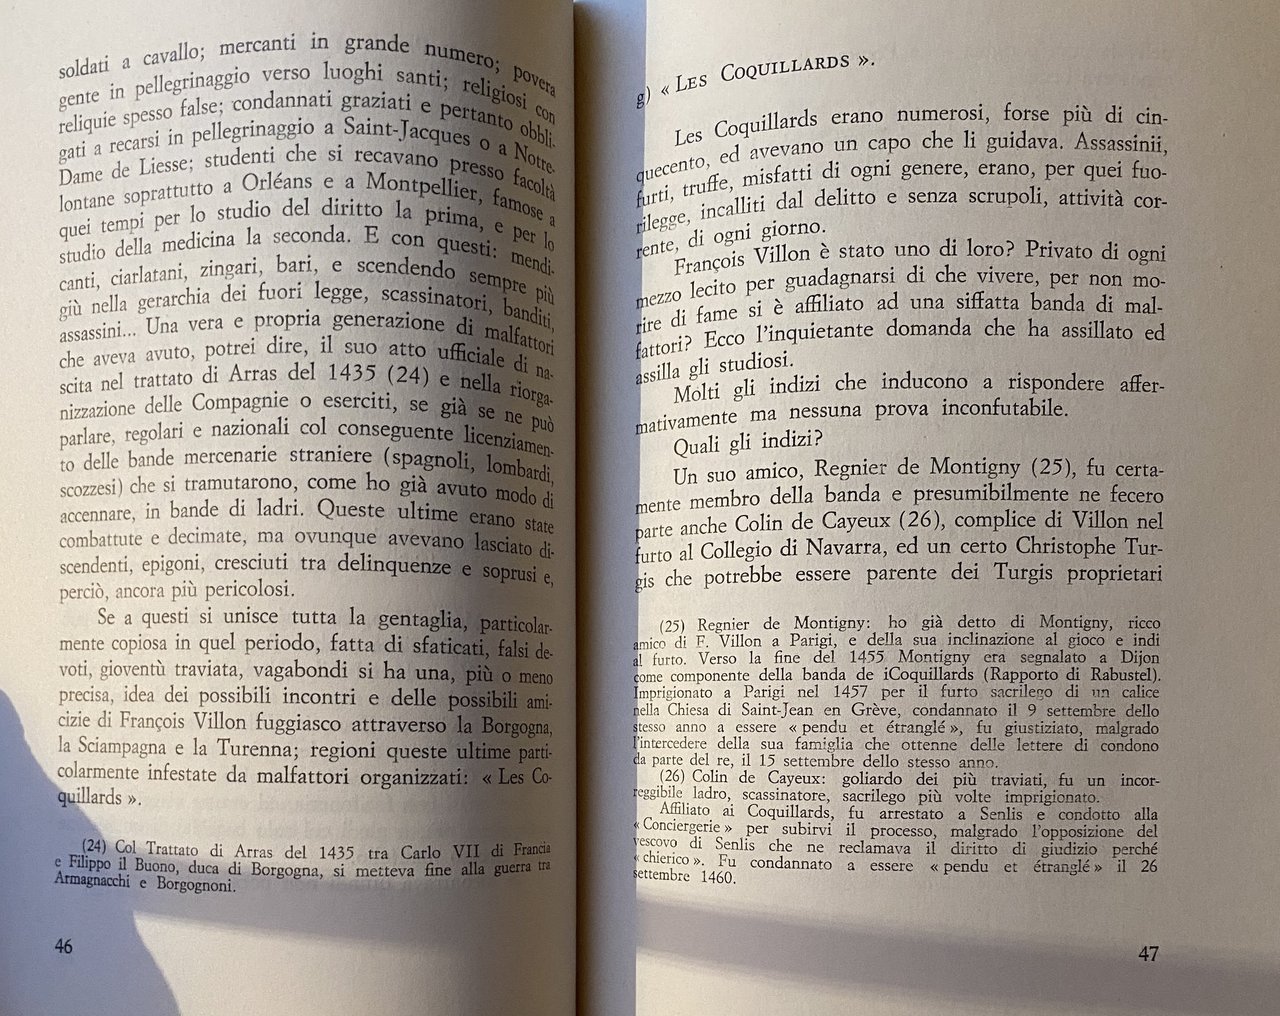 soldati a cavallo; mercanti in grande numero; povera
gente in pellegrinaggio verso luoghi santi; religiosi con
reliquie spesso false; condannati graziati e pertanto obbli-
gati a recarsi in pellegrinaggio a Saint-Jacques o a Notre-
Dame de Liesse; studenti che si recavano presso facoltà
lontane soprattutto a Orléans e a Montpellier, famose a
quei tempi per lo studio del diritto la prima, e per lo
studio della medicina la seconda. E con questi: mendi-
canti, ciarlatani, zingari, bari, e scendendo sempre più
giù nella gerarchia dei fuori legge, scassinatori, banditi,
assassini... Una vera e propria generazione di malfattori
che aveva avuto, potrei dire, il suo atto ufficiale di na-
scita nel trattato di Arras del 1435 (24) e nella riorga-
nizzazione delle Compagnie o eserciti, se già se ne può
parlare, regolari e nazionali col conseguente licenziamen-
to delle bande mercenarie straniere (spagnoli, lombardi,
scozzesi) che si tramutarono, come ho già avuto modo di
accennare, in bande di ladri. Queste ultime erano state
combattute e decimate, ma ovunque avevano lasciato di-
scendenti, epigoni, cresciuti tra delinquenze e soprusi e,
perciò, ancora più pericolosi.
Se a questi si unisce tutta la gentaglia, particolar-
mente copiosa in quel periodo, fatta di sfaticati, falsi de-
voti, gioventù traviata, vagabondi si ha una, più o meno
precisa, idea dei possibili incontri e delle possibili ami-
cizie di François Villon fuggiasco attraverso la Borgogna,
la Sciampagna e la Turenna; regioni queste ultime parti-
colarmente infestate da malfattori organizzati: « Les Co-
quillards ».
(24) Col Trattato di Arras del 1435 tra Carlo VII di Francia
e Filippo il Buono, duca di Borgogna, si metteva fine alla guerra tra
Armagnacchi e Borgognoni.
46
g) « LES COQUILLARDS ».
Les Coquillards erano numerosi, forse più di cin-
quecento, ed avevano un capo che li guidava. Assassinii,
furti, truffe, misfatti di ogni genere, erano, per quei fuo-
rilegge, incalliti dal delitto e senza scrupoli, attività cor-
rente, di ogni giorno.
François Villon è stato uno di loro? Privato di ogni
mezzo lecito per guadagnarsi di che vivere, per non mo-
rire di fame si è affiliato ad una siffatta banda di mal-
fattori? Ecco l'inquietante domanda che ha assillato ed
assilla gli studiosi.
Molti gli indizi che inducono a rispondere affer-
mativamente ma nessuna prova inconfutabile.
Quali gli indizi?
Un suo amico, Regnier de Montigny (25), fu certa-
mente membro della banda e presumibilmente ne fecero
parte anche Colin de Cayeux (26), complice di Villon nel
furto al Collegio di Navarra, ed un certo Christophe Tur-
gis che potrebbe essere parente dei Turgis proprietari
(25) Regnier de Montigny: ho già detto di Montigny, ricco
amico di F. Villon a Parigi, e della sua inclinazione al gioco e indi
al furto. Verso la fine del 1455 Montigny era segnalato a Dijon
come componente della banda de iCoquillards (Rapporto di Rabustel).
Imprigionato a Parigi nel 1457 per il furto sacrilego di un calice
nella Chiesa di Saint-Jean en Grève, condannato il 9 settembre dello
stesso anno a essere « pendu et étranglé », fu giustiziato, malgrado
l'intercedere della sua famiglia che ottenne delle lettere di condono
da parte del re, il 15 settembre dello stesso anno.
(26) Colin de Cayeux: goliardo dei più traviati, fu un incor-
reggibile ladro, scassinatore, sacrilego più volte imprigionato.
Affiliato ai Coquillards, fu arrestato a Senlis e condotto alla
« Conciergerie » per subirvi il processo, malgrado l'opposizione del
vescovo di Senlis che ne reclamava il diritto di giudizio perché
« chierico ». Fu condannato a essere « pendu et étranglé » il 26
settembre 1460.
47